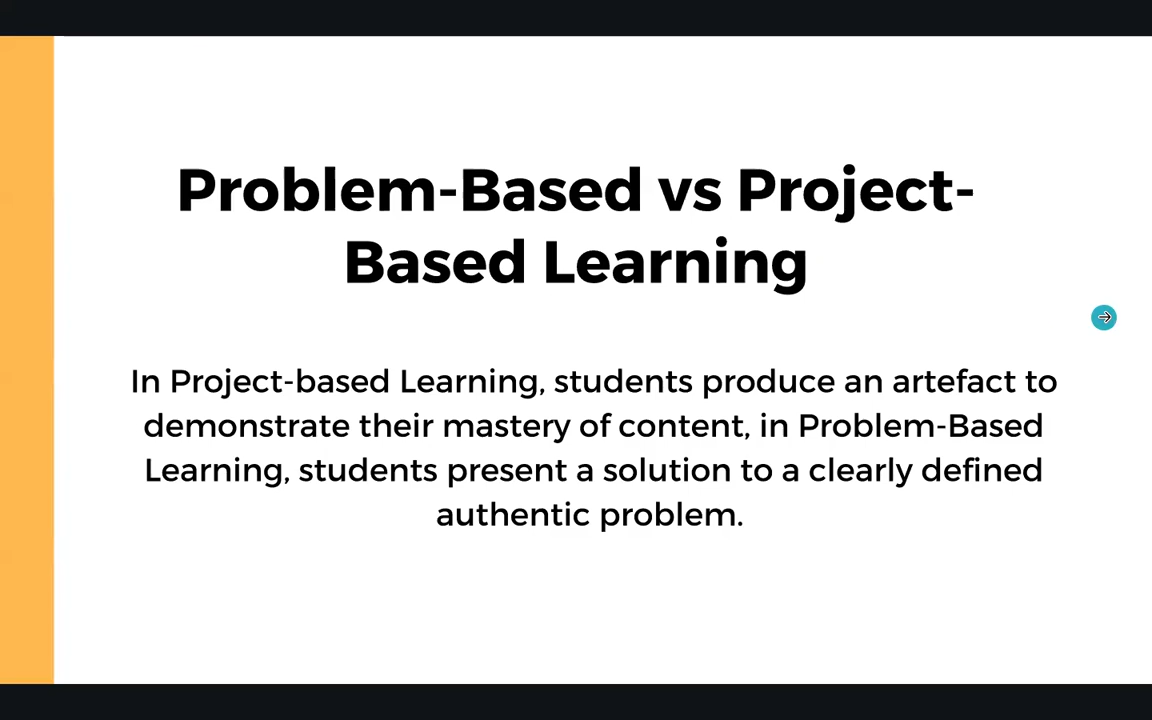 Problem-Based vs Project-
Based Learning
In Project-based Learning, students produce an artefact to
demonstrate their mastery of content, in Problem-Based
Learning, students present a solution to a clearly defined
authentic problem.